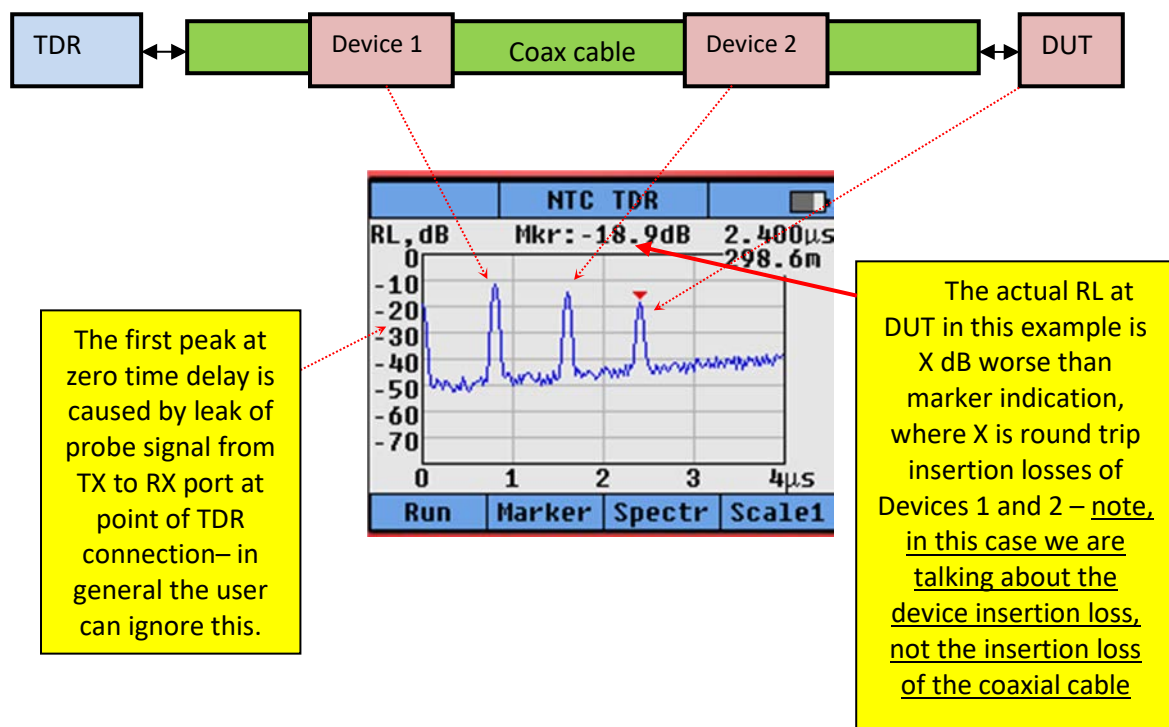 TDR
Device 1
Coax cable
Device 2
DUT
NTC TDR
RL,dB
Mkr:-18.9dB
2.400µs
298.6m
0
-10
-20
-30
-40
-50
-60
-70
0 1 2 3 4µs
Run Marker Spectr Scale1
The first peak at
zero time delay is
caused by leak of
probe signal from
TX to RX port at
point of TDR
connection– in
general the user
can ignore this.
The actual RL at
DUT in this example is
X dB worse than
marker indication,
where X is round trip
insertion losses of
Devices 1 and 2 – note,
in this case we are
talking about the
device insertion loss,
not the insertion loss
of the coaxial cable